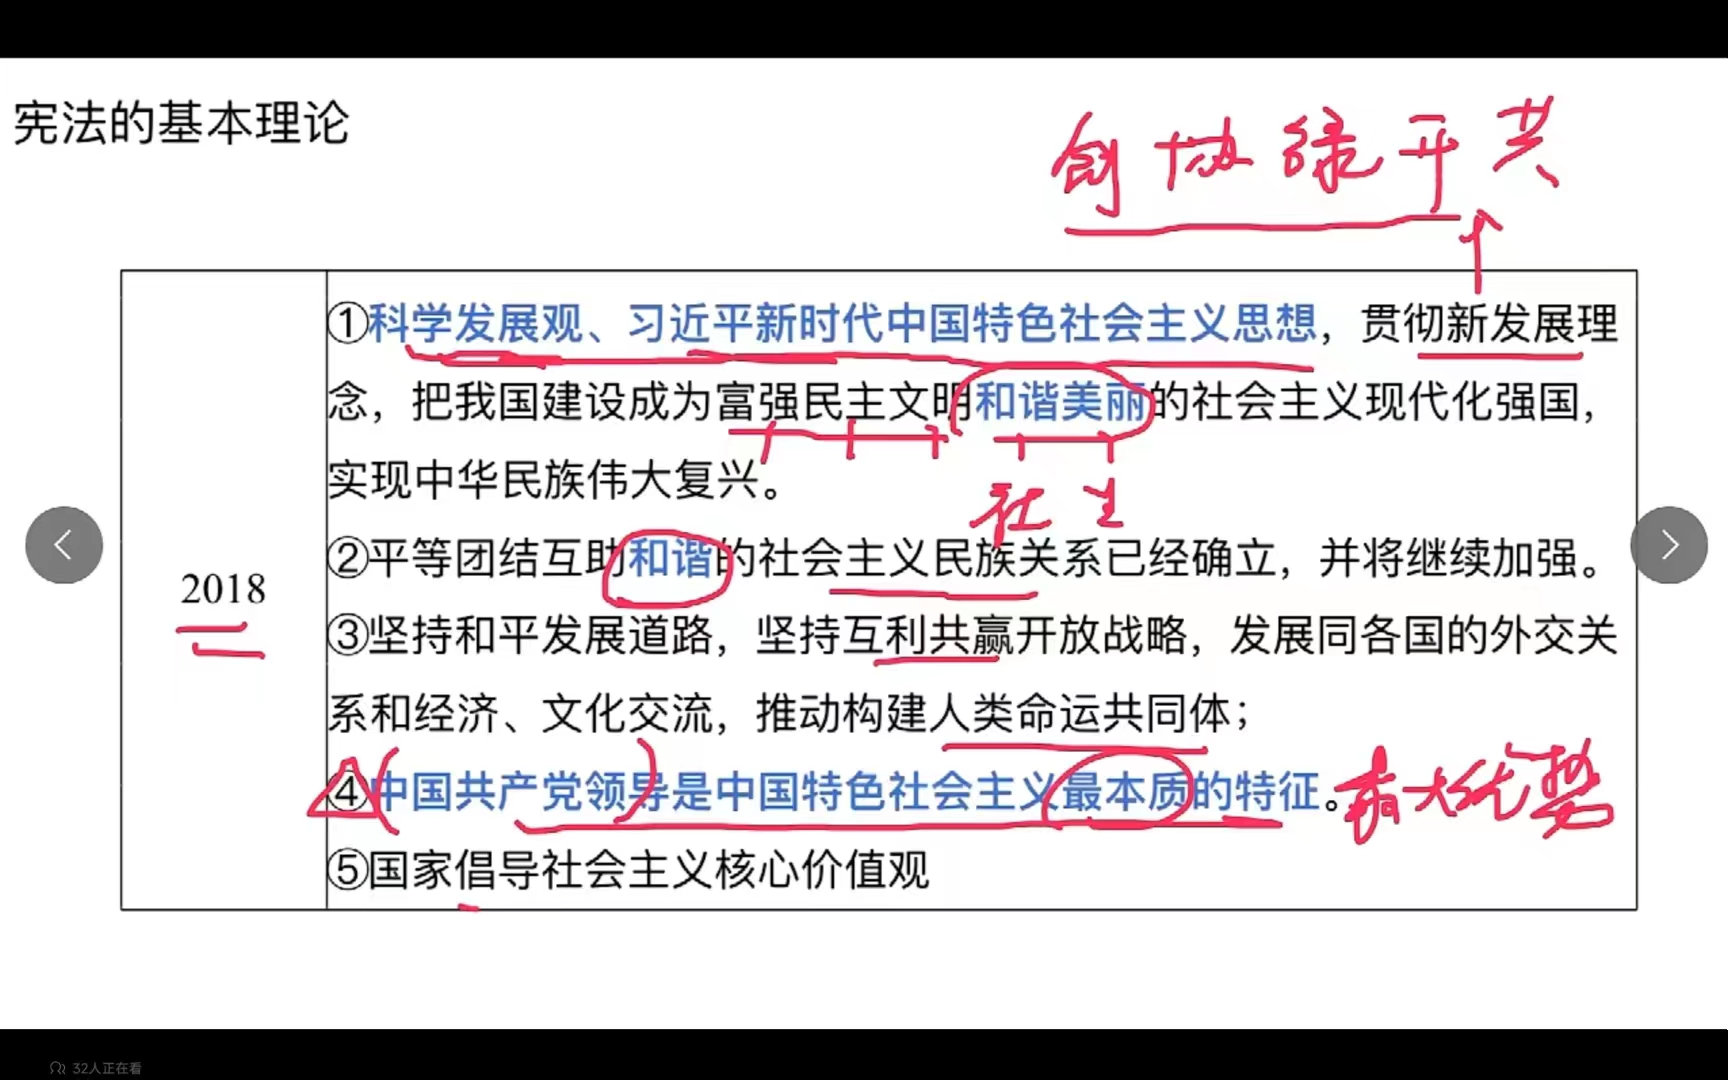 宪法的基本理论
创 协 绿 开 共
①科学发展观、习近平新时代中国特色社会主义思想，贯彻新发展理
念，把我国建设成为富强民主文明和谐美丽的社会主义现代化强国，
实现中华民族伟大复兴。
社 生
②平等团结互助和谐的社会主义民族关系已经确立，并将继续加强。
2018
③坚持和平发展道路，坚持互利共赢开放战略，发展同各国的外交关
系和经济、文化交流，推动构建人类命运共同体；
④中国共产党领导是中国特色社会主义最本质的特征。最大优势
⑤国家倡导社会主义核心价值观
32人正在看